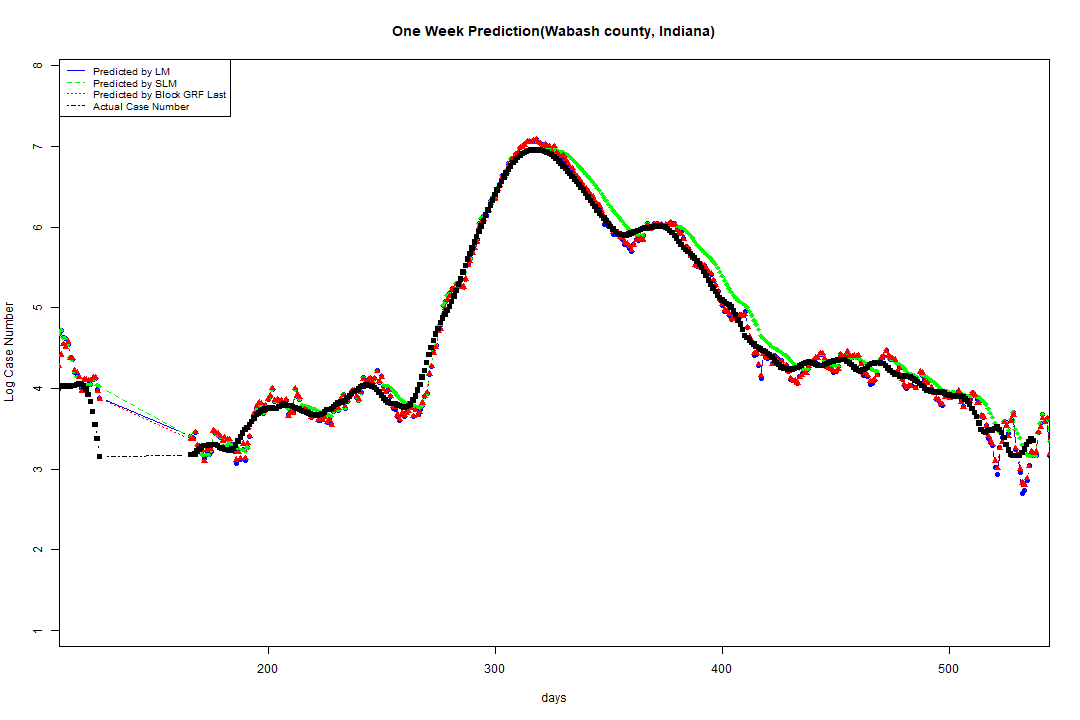 One Week Prediction(Wabash county, Indiana)
Predicted by LM
Predicted by SLM
Predicted by Block GRF Last
Actual Case Number
Log Case Number
8
7
6
5
4
3
2
1
200 300 400 500
days